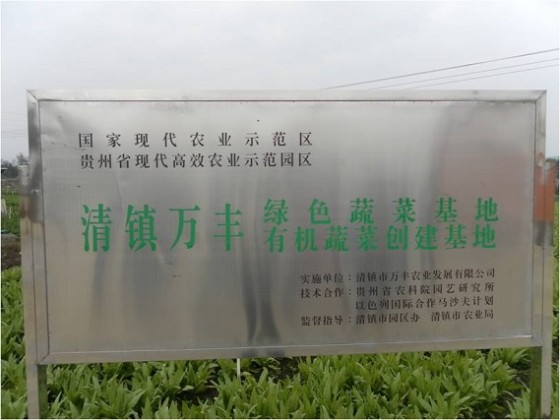 国家现代农业示范区
贵州省现代高效农业示范园区
清镇万丰 绿色蔬菜基地
有机蔬菜创建基地
实施单位：清镇市万丰农业发展有限公司
技术合作：贵州省农科院园艺研究所
以色列国际合作马沙夫计划
监督指导：清镇市园区办 清镇市农业局